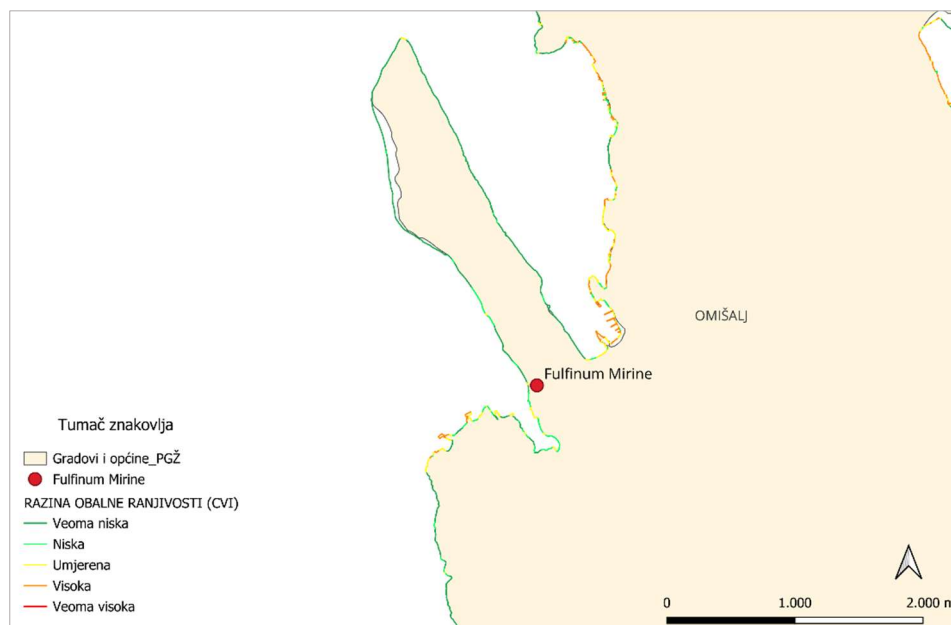 OMIŠALJ
Fulfinum Mirine
Tumač znakovlja
Gradovi i općine_PGŽ
Fulfinum Mirine
RAZINA OBALNE RANJIVOSTI (CVI)
Veoma niska
Niska
Umjerena
Visoka
Veoma visoka
0 1.000 2.000 m